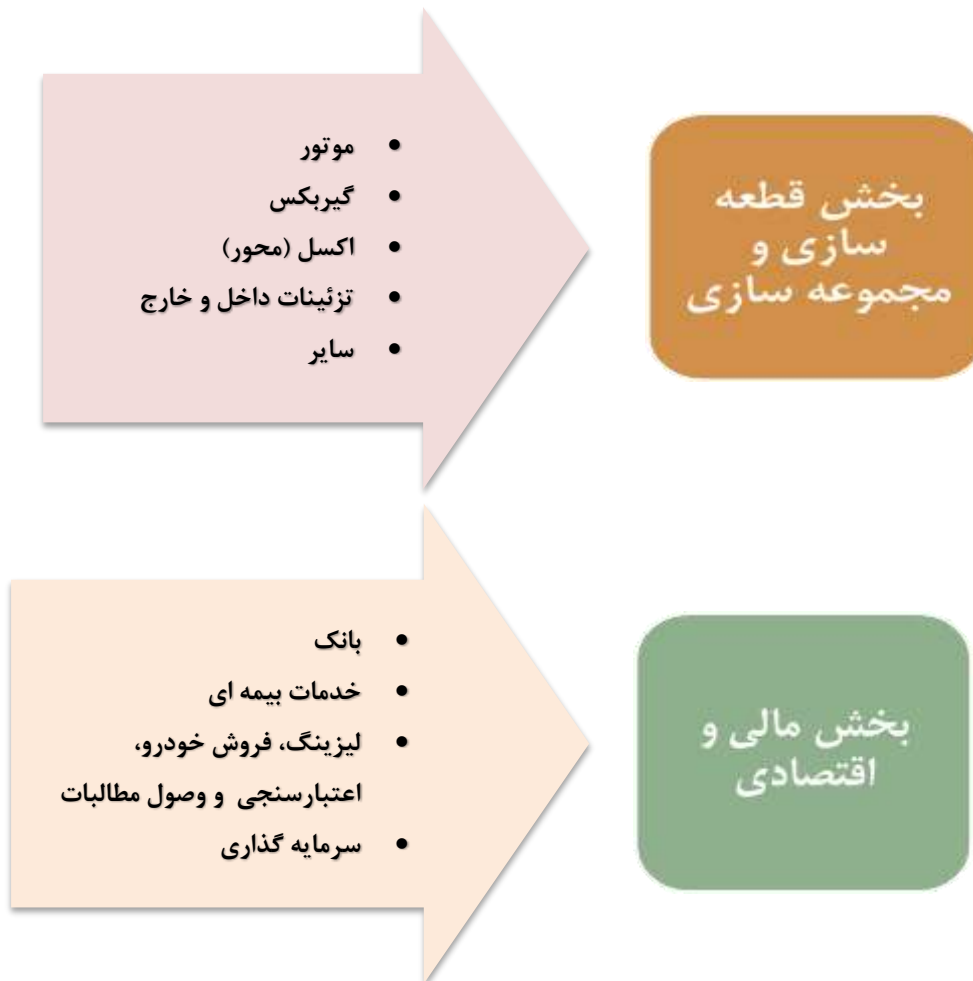 بخش قطعه
سازی و
مجموعه سازی
• موتور
• گیربکس
• اکسل (محور)
• تزئینات داخل و خارج
• سایر
بخش مالی و
اقتصادی
• بانک
• خدمات بیمه ای
• لیزینگ، فروش خودرو،
اعتبارسنجی و وصول مطالبات
• سرمایه گذاری